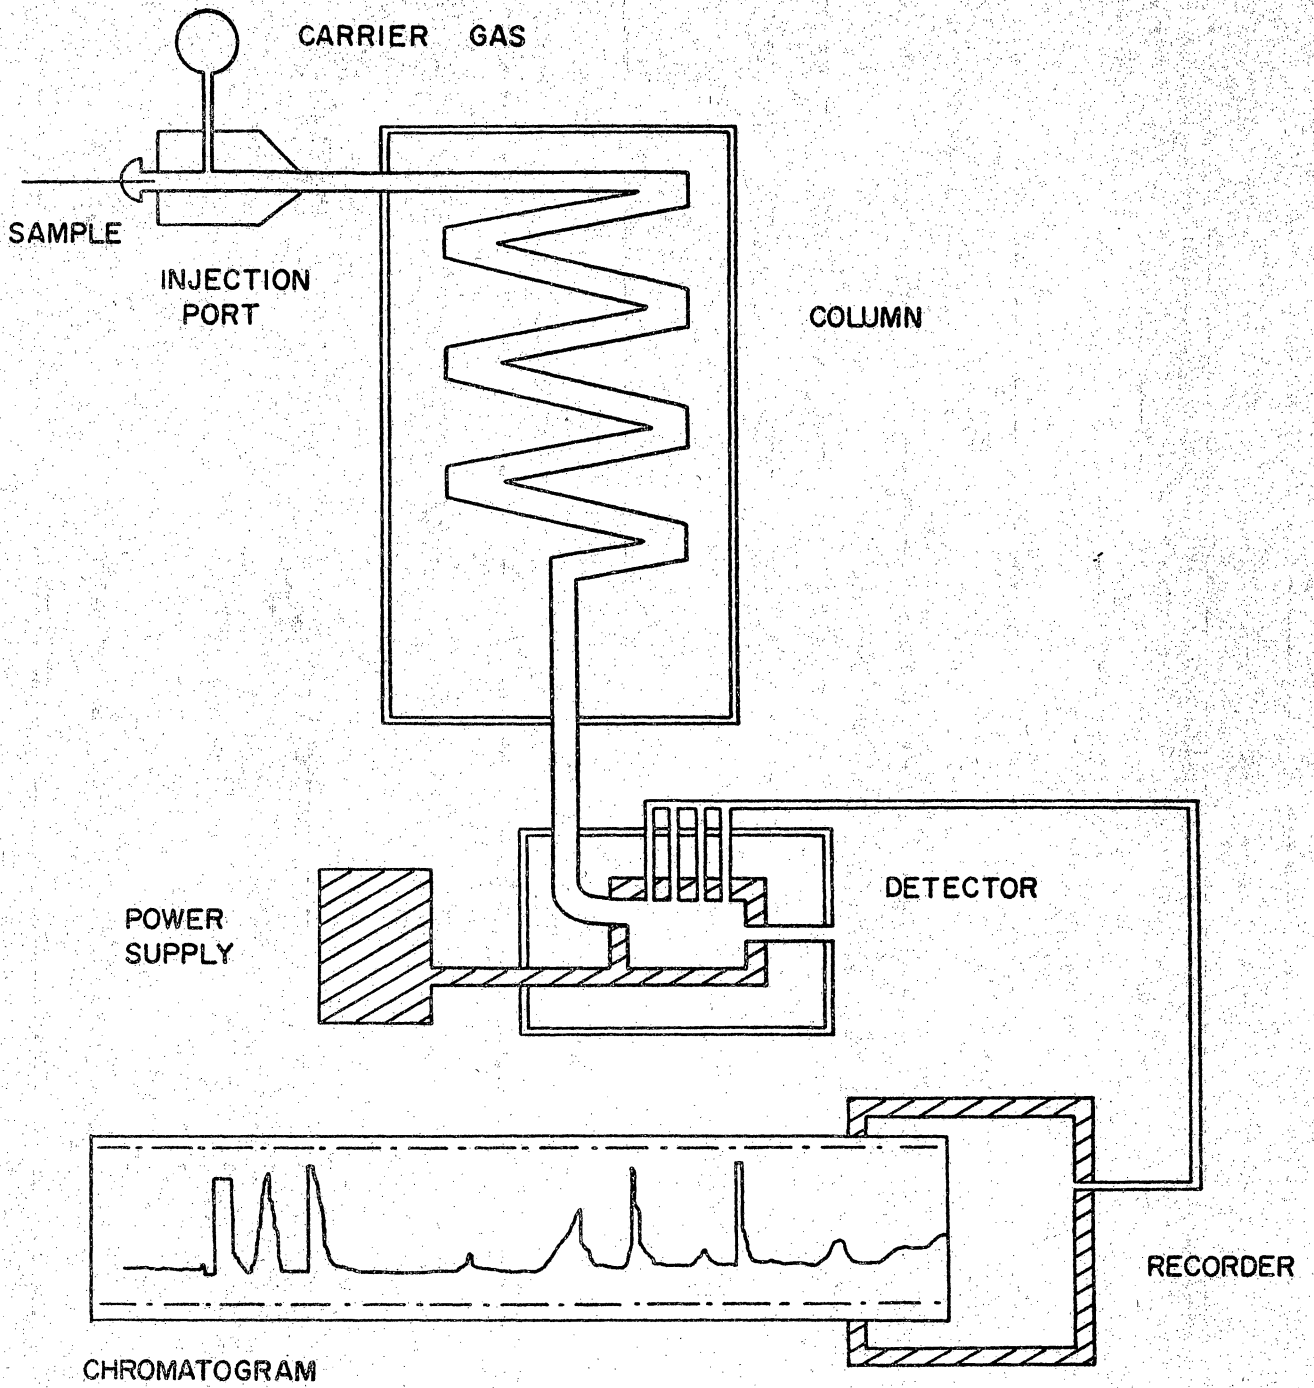 CARRIER GAS
SAMPLE
INJECTION
PORT
COLUMN
DETECTOR
POWER
SUPPLY
RECORDER
CHROMATOGRAM